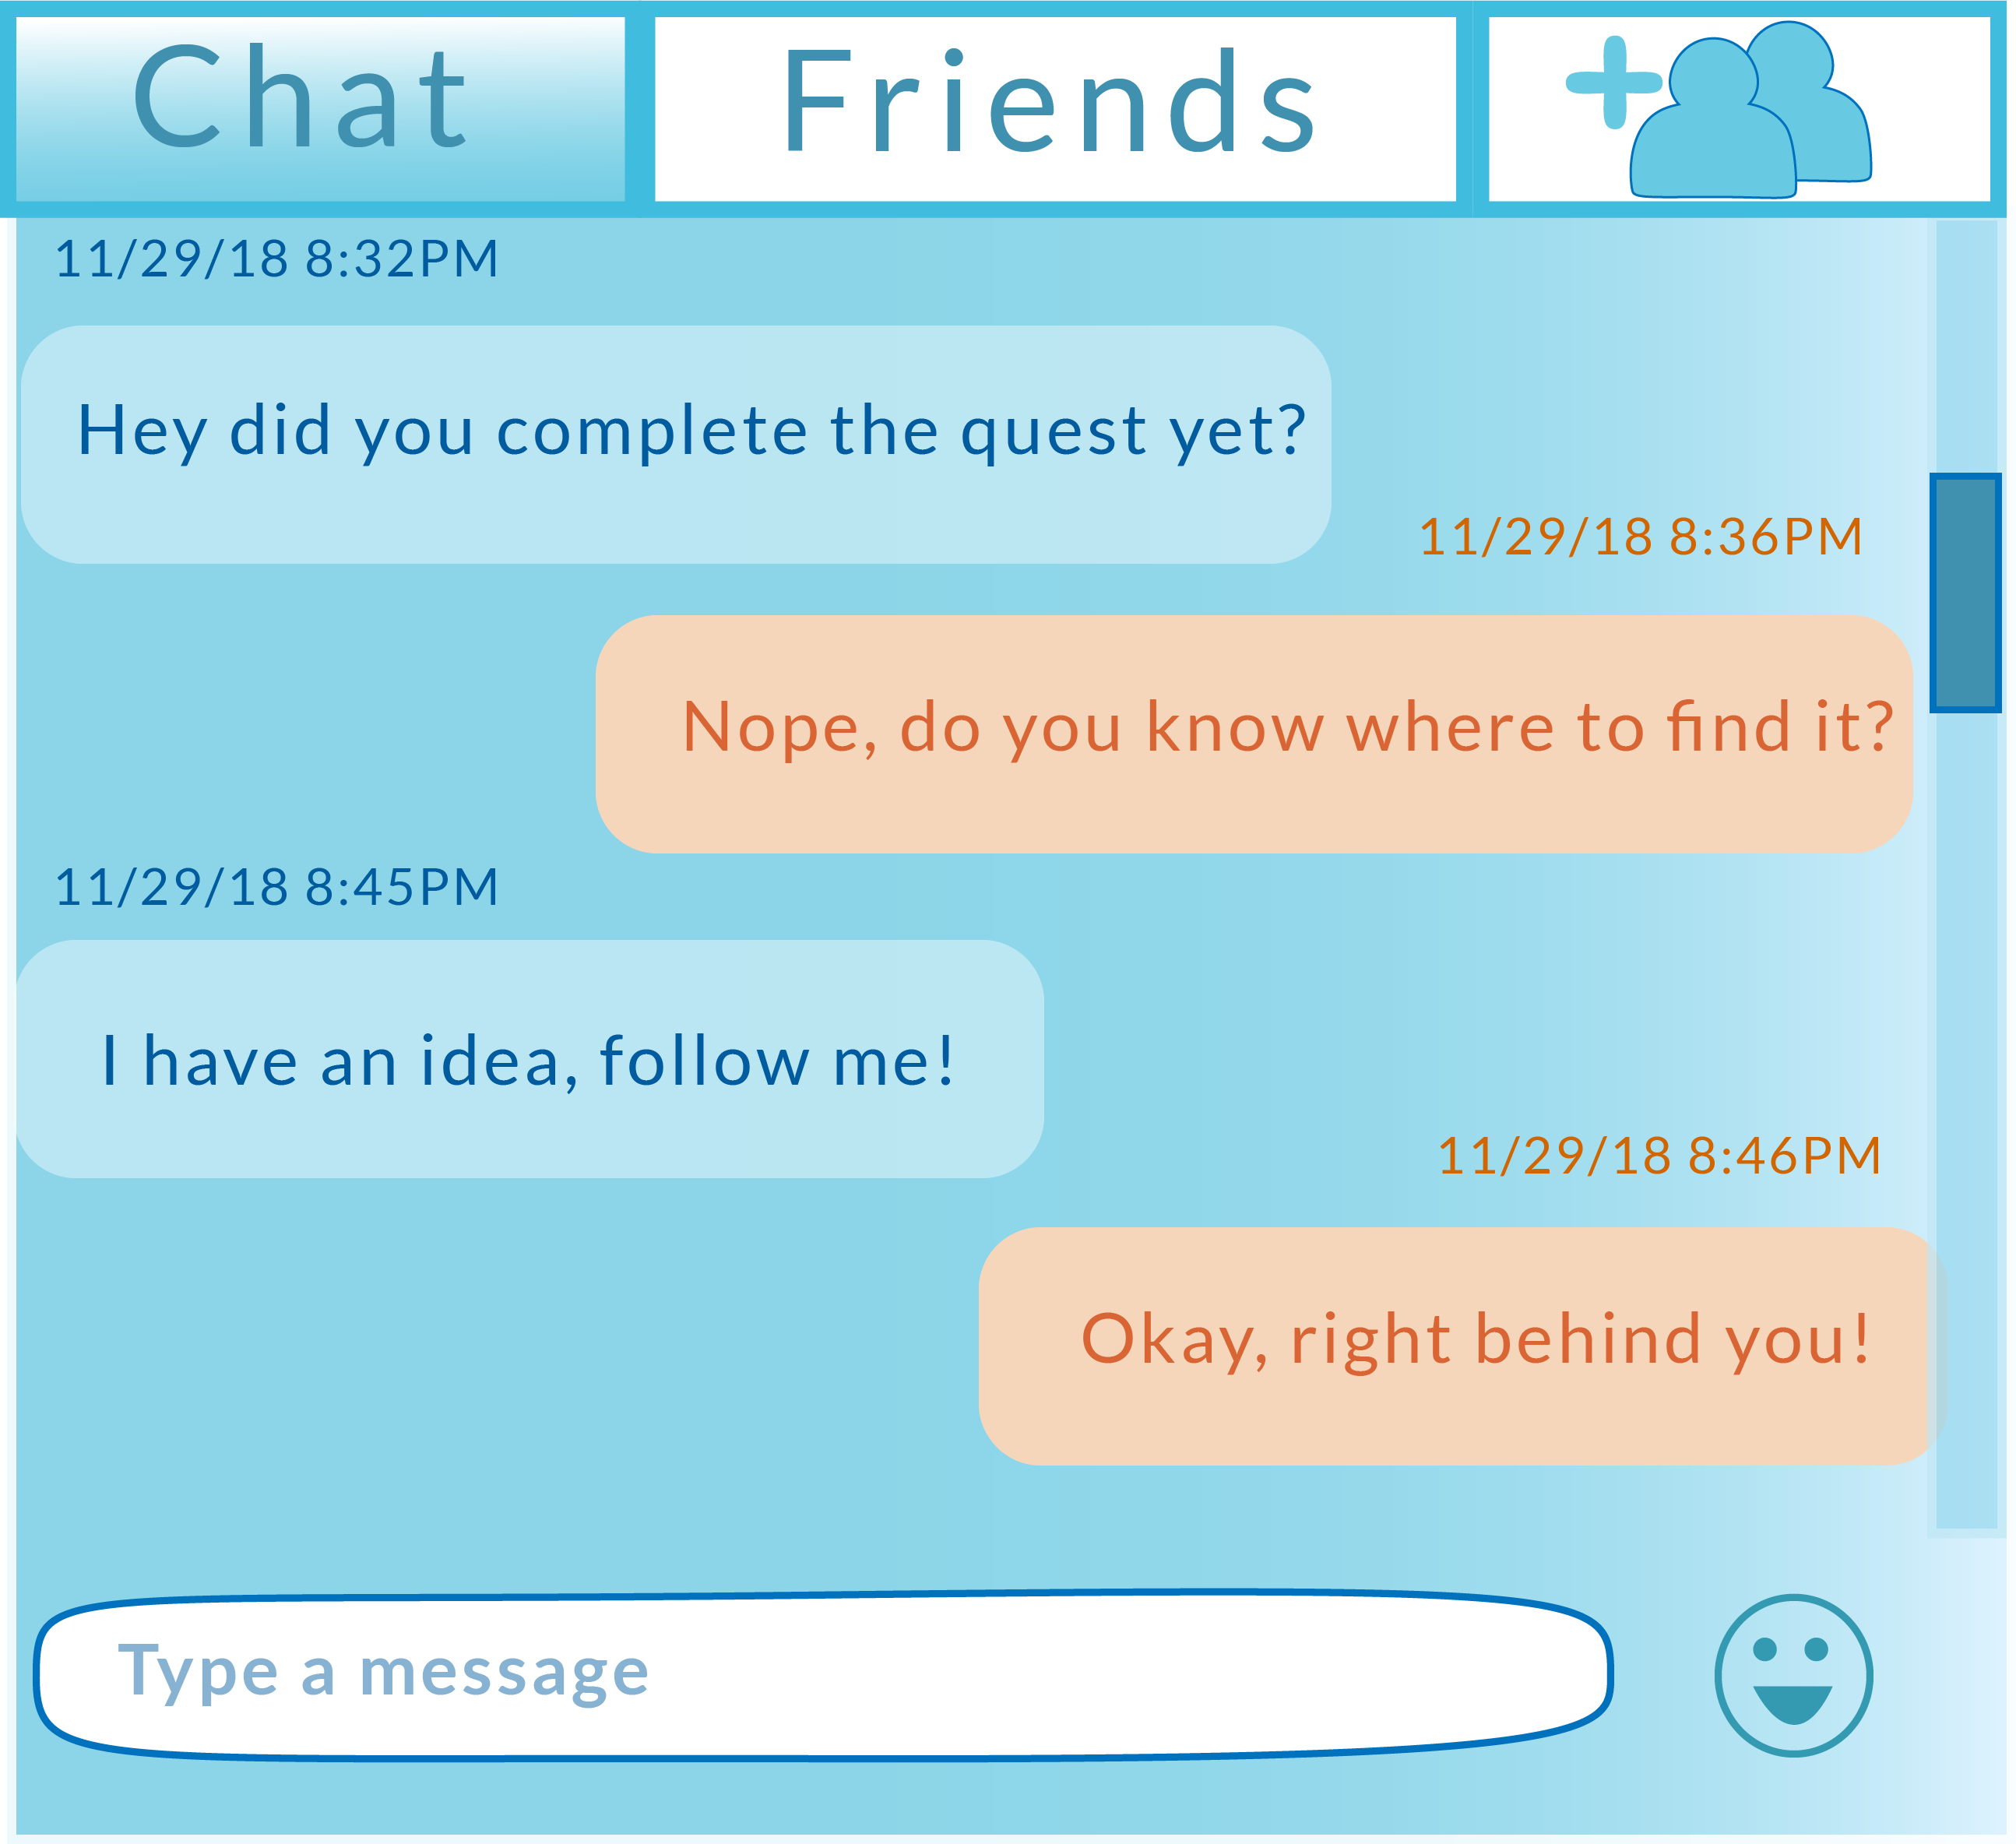 Chat
Friends
11/29/18 8:32PM
Hey did you complete the quest yet?
11/29/18 8:36PM
Nope, do you know where to find it?
11/29/18 8:45PM
I have an idea, follow me!
11/29/18 8:46PM
Okay, right behind you!
Type a message